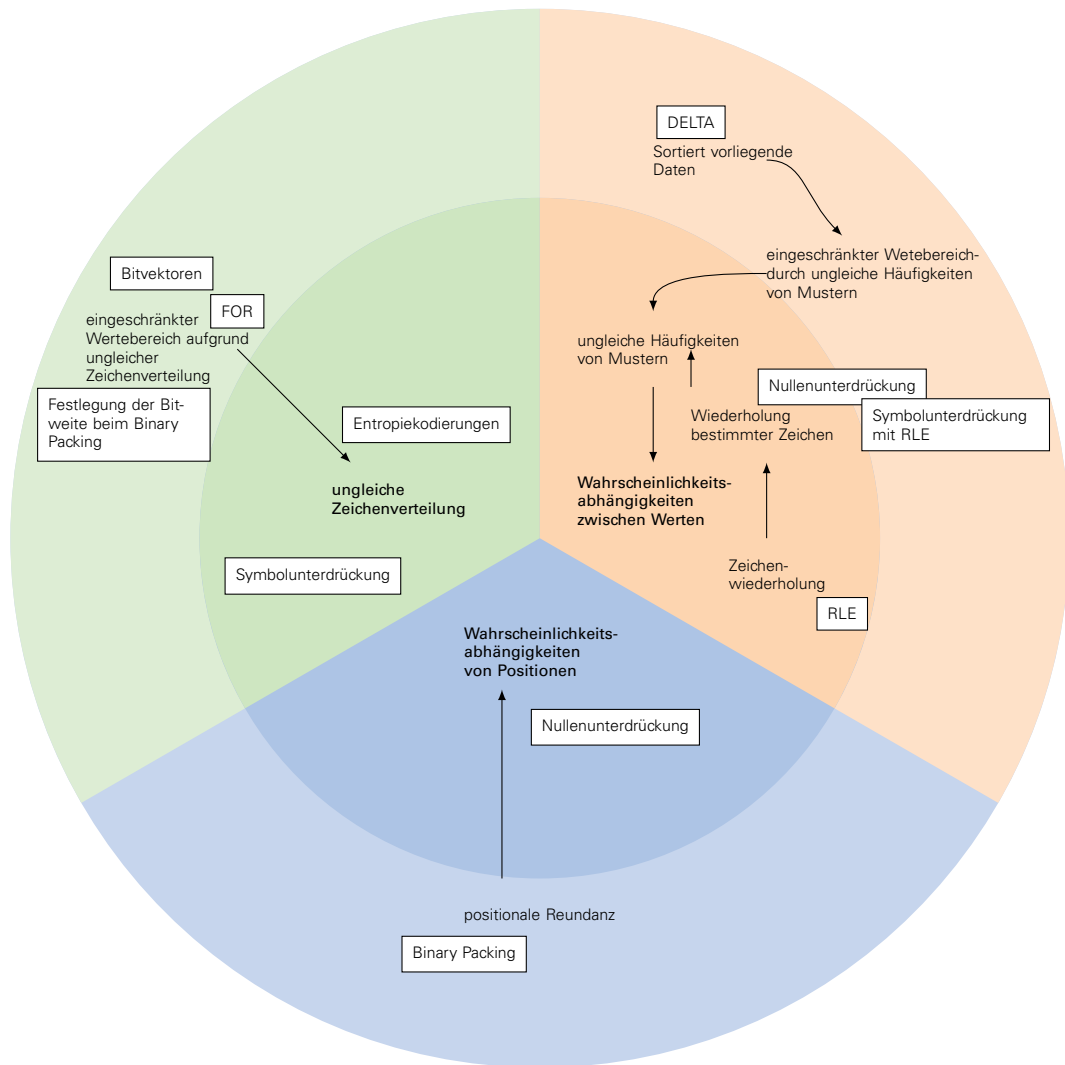 DELTA
Sortiert vorliegende
Daten
eingeschränkter Wetebereich-
durch ungleiche Häufigkeiten
von Mustern
ungleiche Häufigkeiten
von Mustern
Nullenunterdrückung
Symbolunterdrückung
mit RLE
Wiederholung
bestimmter Zeichen
Wahrscheinlichkeits-
abhängigkeiten
zwischen Werten
Zeichen-
wiederholung
RLE
Bitvektoren
FOR
eingeschränkter
Wertebereich aufgrund
ungleicher
Zeichenverteilung
Festlegung der Bit-
weite beim Binary
Packing
Entropiekodierungen
ungleiche
Zeichenverteilung
Symbolunterdrückung
Wahrscheinlichkeits-
abhängigkeiten
von Positionen
Nullenunterdrückung
positionale Reundanz
Binary Packing